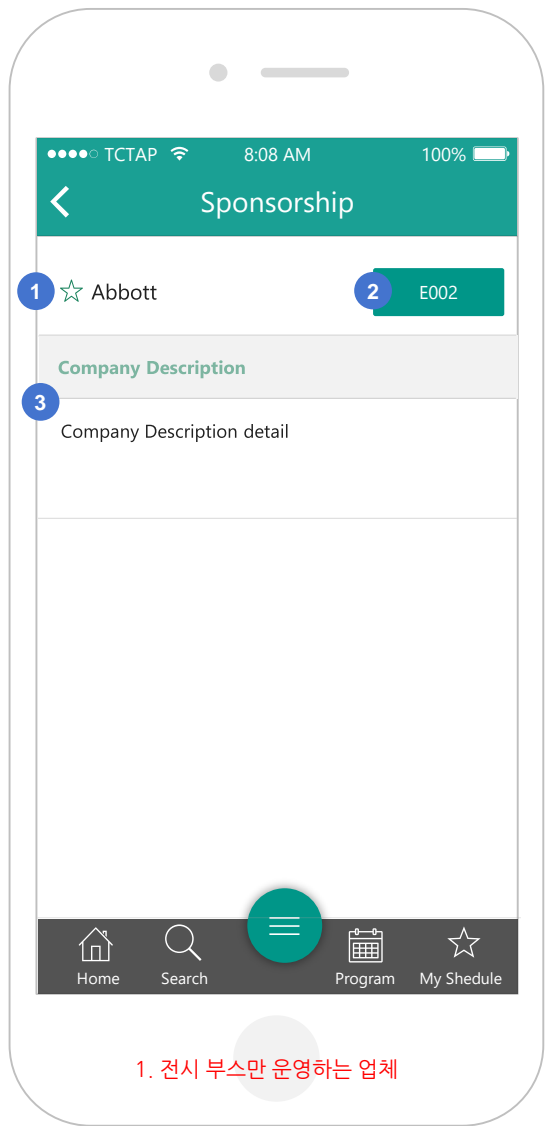 TCTAP 8:08 AM 100%
Sponsorship
1 Abbott 2 E002
Company Description
3
Company Description detail
Home Search Program My Shedule
1. 전시 부스만 운영하는 업체